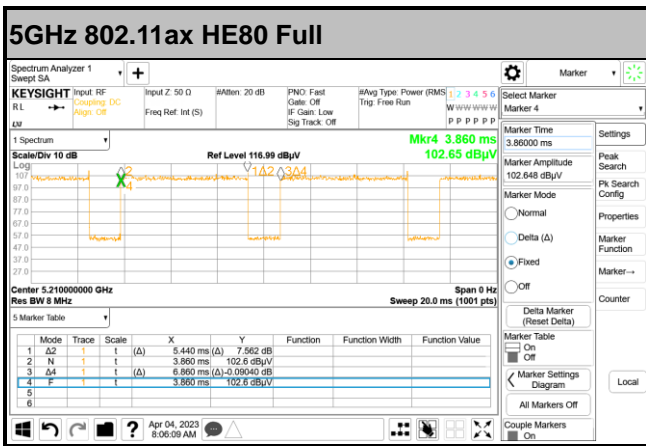 5GHz 802.11ax HE80 Full
Spectrum Analyzer 1
Swept SA
Marker
KEYSIGHT
RL
Input: RF
Coupling: DC
Align: Off
Input Z: 50 Ω
Freq Ref: Int (S)
#Atten: 20 dB
PNO: Fast
Gate: Off
IF Gain: Low
Sig Track: Off
#Avg Type: Power (RMS
Trig: Free Run
1 2 3 4 5 6
W W W W W W
P P P P P P
Select Marker
Marker 4
1 Spectrum
Mkr4 3.860 ms
102.65 dBµV
Scale/Div 10 dB
Ref Level 116.99 dBµV
Log
107
97.0
87.0
77.0
67.0
57.0
47.0
37.0
27.0
Δ2
4
1Δ2
3Δ4
Center 5.210000000 GHz
Res BW 8 MHz
Span 0 Hz
Sweep 20.0 ms (1001 pts)
5 Marker Table
Mode Trace Scale X Y Function Function Width Function Value
1 Δ2 1 t (Δ) 5.440 ms (Δ) 7.562 dB
2 N 1 t 3.860 ms 102.6 dBµV
3 Δ4 1 t (Δ) 6.860 ms (Δ) -0.09040 dB
4 F 1 t 3.860 ms 102.6 dBµV
5
6
Marker Time
3.86000 ms
Marker Amplitude
102.648 dBµV
Marker Mode
Normal
Delta (Δ)
Fixed
Off
Delta Marker
(Reset Delta)
Marker Table
On
Off
Marker Settings
Diagram
All Markers Off
Couple Markers
On
Settings
Peak
Search
Pk Search
Config
Properties
Marker
Function
Marker→
Counter
Local
Apr 04, 2023
8:06:09 AM